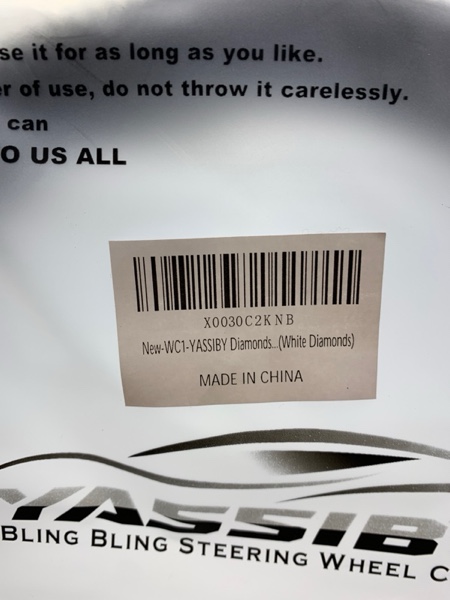 se it for as long as you like.
r of use, do not throw it carelessly.
can
O US ALL
X0030C2KNB
New-WC1-YASSIBY Diamonds...(White Diamonds)
MADE IN CHINA
YASSIB
BLING BLING STEERING WHEEL C